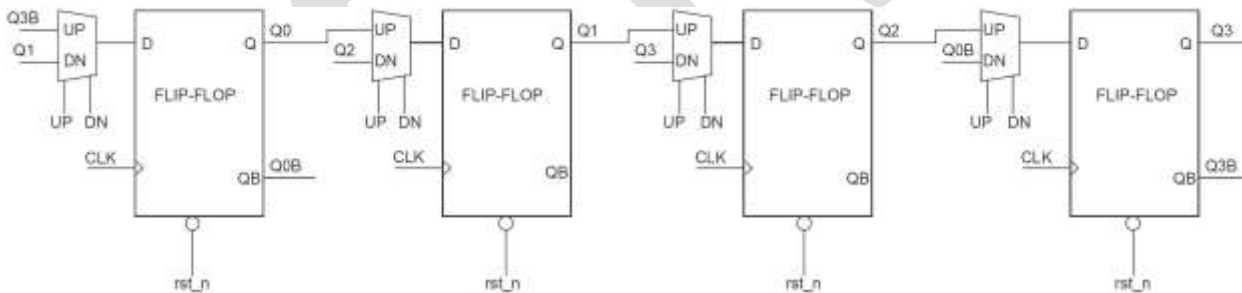 Q3B UP Q0 UP Q1 UP Q2 UP Q3
Q1 DN D Q Q2 DN D Q Q3 DN D Q Q0B DN D Q
FLIP-FLOP FLIP-FLOP FLIP-FLOP FLIP-FLOP
UP DN UP DN UP DN UP DN
CLK Q0B CLK CLK CLK Q3B
QB QB QB QB
rst_n rst_n rst_n rst_n